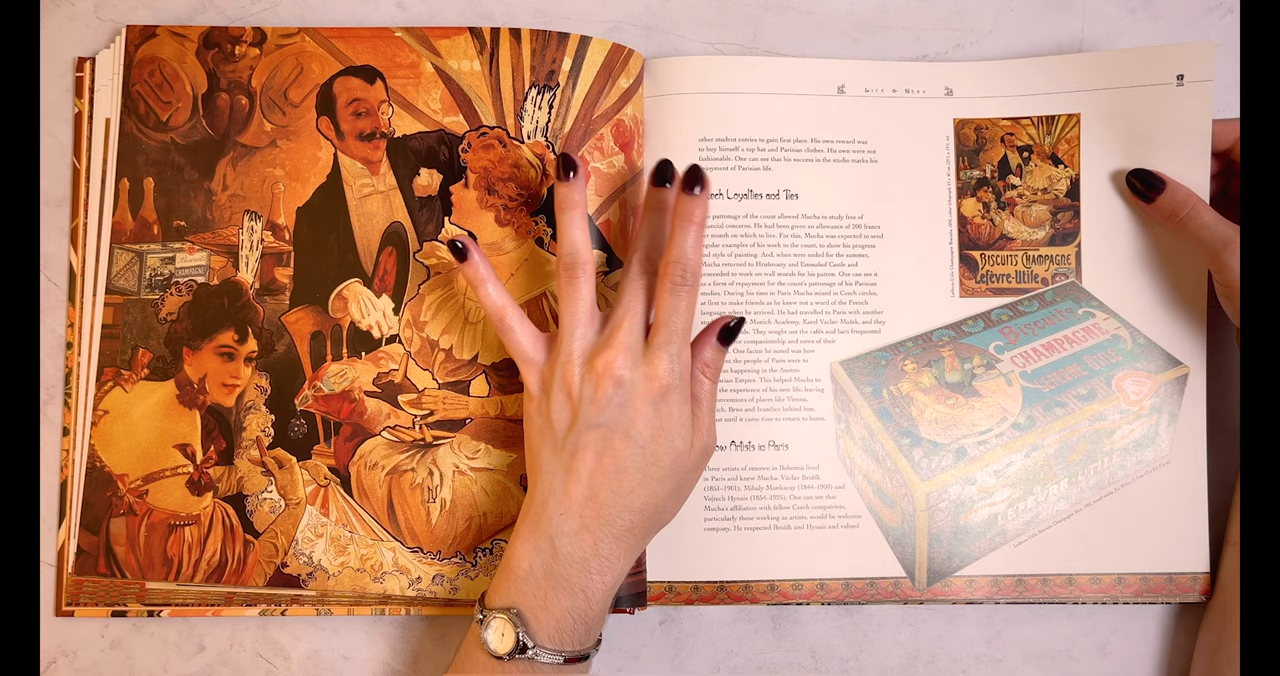 Biscuits
CHAMPAGNE
LIFE & WORK
other student entries to gain first place. His own reward was
to buy himself a top hat and Parisian clothes. His own were not
fashionable. One can see that his success in the studio marks his
enjoyment of Parisian life.
Loyalties and Ties
patronage of the count allowed Mucha to study free of
financial concerns. He had been given an allowance of 200 francs
month on which to live. For this, Mucha was expected to send
regular examples of his work to the count, to show his progress
and style of painting. And, when term ended for the summer,
Mucha returned to Hrušovany and Emmahof Castle and
proceeded to work on wall murals for his patron. One can see it
as a form of repayment for the count's patronage of his Parisian
studies. During his time in Paris Mucha mixed in Czech circles,
at first to make friends as he knew not a word of the French
language when he arrived. He had travelled to Paris with another
Munich Academy, Karel Vaclav Mašek, and they
They sought out the cafés and bars frequented
for companionship and news of their
One factor he noted was how
the people of Paris were to
was happening in the Austro-
Empire. This helped Mucha to
the experience of his new life, leaving
conventions of places like Vienna,
Brno and Ivančice behind him,
until it came time to return to home.
Artists in Paris
Three artists of renown in Bohemia lived
in Paris and knew Mucha. Václav Brožík
(1851–1901), Mihaly Munkacsy (1844–1900) and
Vojtech Hynais (1854–1925). One can see that
Mucha's affiliation with fellow Czech compatriots,
particularly those working as artists, would be welcome
company. He respected Brožík and Hynais and valued
BISCUITS CHAMPAGNE
LEFÈVRE-UTILE
Biscuits
CHAMPAGNE
LEFÈVRE-UTILE